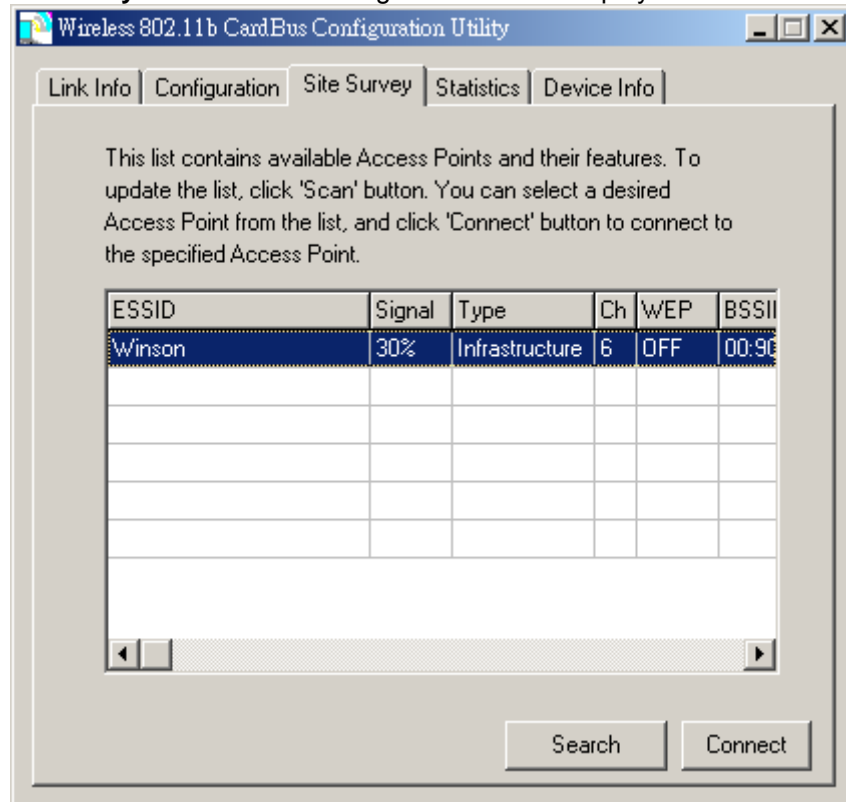 Wireless 802.11b CardBus Configuration Utility
Link Info Configuration Site Survey Statistics Device Info
This list contains available Access Points and their features. To
update the list, click 'Scan' button. You can select a desired
Access Point from the list, and click 'Connect' button to connect to
the specified Access Point.
ESSID Signal Type Ch WEP
Winson 30% Infrastructure 6 OFF 00:90
Search Connect